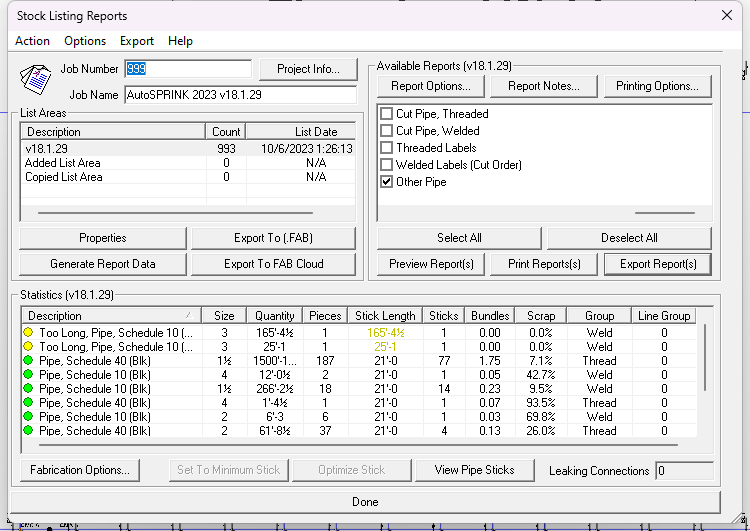 Stock Listing Reports
Action Options Export Help
Job Number 999 Project Info...
Job Name AutoSPRINK 2023 v18.1.29
Available Reports (v18.1.29)
Report Options... Report Notes... Printing Options...
Cut Pipe, Threaded
Cut Pipe, Welded
Threaded Labels
Welded Labels (Cut Order)
Other Pipe
Select All Deselect All
Preview Report(s) Print Reports(s) Export Report(s)
List Areas
Description Count List Date
v18.1.29 993 10/6/2023 1:26:13
Added List Area 0 N/A
Copied List Area 0 N/A
Properties Export To (.FAB)
Generate Report Data Export To FAB Cloud
Statistics (v18.1.29)
Description Size Quantity Pieces Stick Length Sticks Bundles Scrap Group Line Group
Too Long, Pipe, Schedule 10 (... 3 165'-4½ 1 165'-4½ 1 0.00 0.0% Weld 0
Too Long, Pipe, Schedule 10 (... 3 25'-1 1 25'-1 1 0.00 0.0% Weld 0
Pipe, Schedule 40 (Blk) 1½ 1500'-1... 187 21'-0 77 1.75 7.1% Thread 0
Pipe, Schedule 10 (Blk) 4 12'-0½ 2 21'-0 1 0.05 42.7% Weld 0
Pipe, Schedule 10 (Blk) 1½ 266'-2½ 18 21'-0 14 0.23 9.5% Weld 0
Pipe, Schedule 40 (Blk) 4 1'-4½ 1 21'-0 1 0.07 93.5% Thread 0
Pipe, Schedule 10 (Blk) 2 6'-3 6 21'-0 1 0.03 69.8% Weld 0
Pipe, Schedule 40 (Blk) 2 61'-8½ 37 21'-0 4 0.13 26.0% Thread 0
Fabrication Options... Set To Minimum Stick Optimize Stick View Pipe Sticks Leaking Connections 0
Done